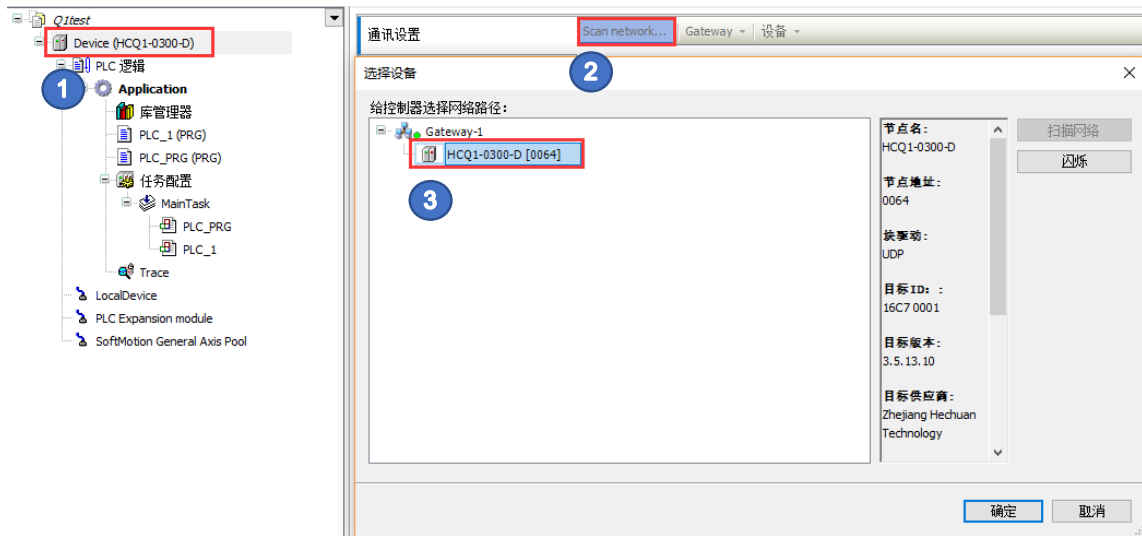 Q1test
Device (HCQ1-0300-D)
PLC 逻辑
1
Application
库管理器
PLC_1 (PRG)
PLC_PRG (PRG)
任务配置
MainTask
PLC_PRG
PLC_1
Trace
LocalDevice
PLC Expansion module
SoftMotion General Axis Pool
通讯设置
Scan network...
Gateway
设备
选择设备
2
给控制器选择网络路径:
Gateway-1
HCQ1-0300-D [0064]
3
节点名:
HCQ1-0300-D
节点地址:
0064
块驱动:
UDP
目标ID: :
16C7 0001
目标版本:
3.5.13.10
目标供应商:
Zhejiang Hechuan
Technology
扫描网络
闪烁
确定
取消